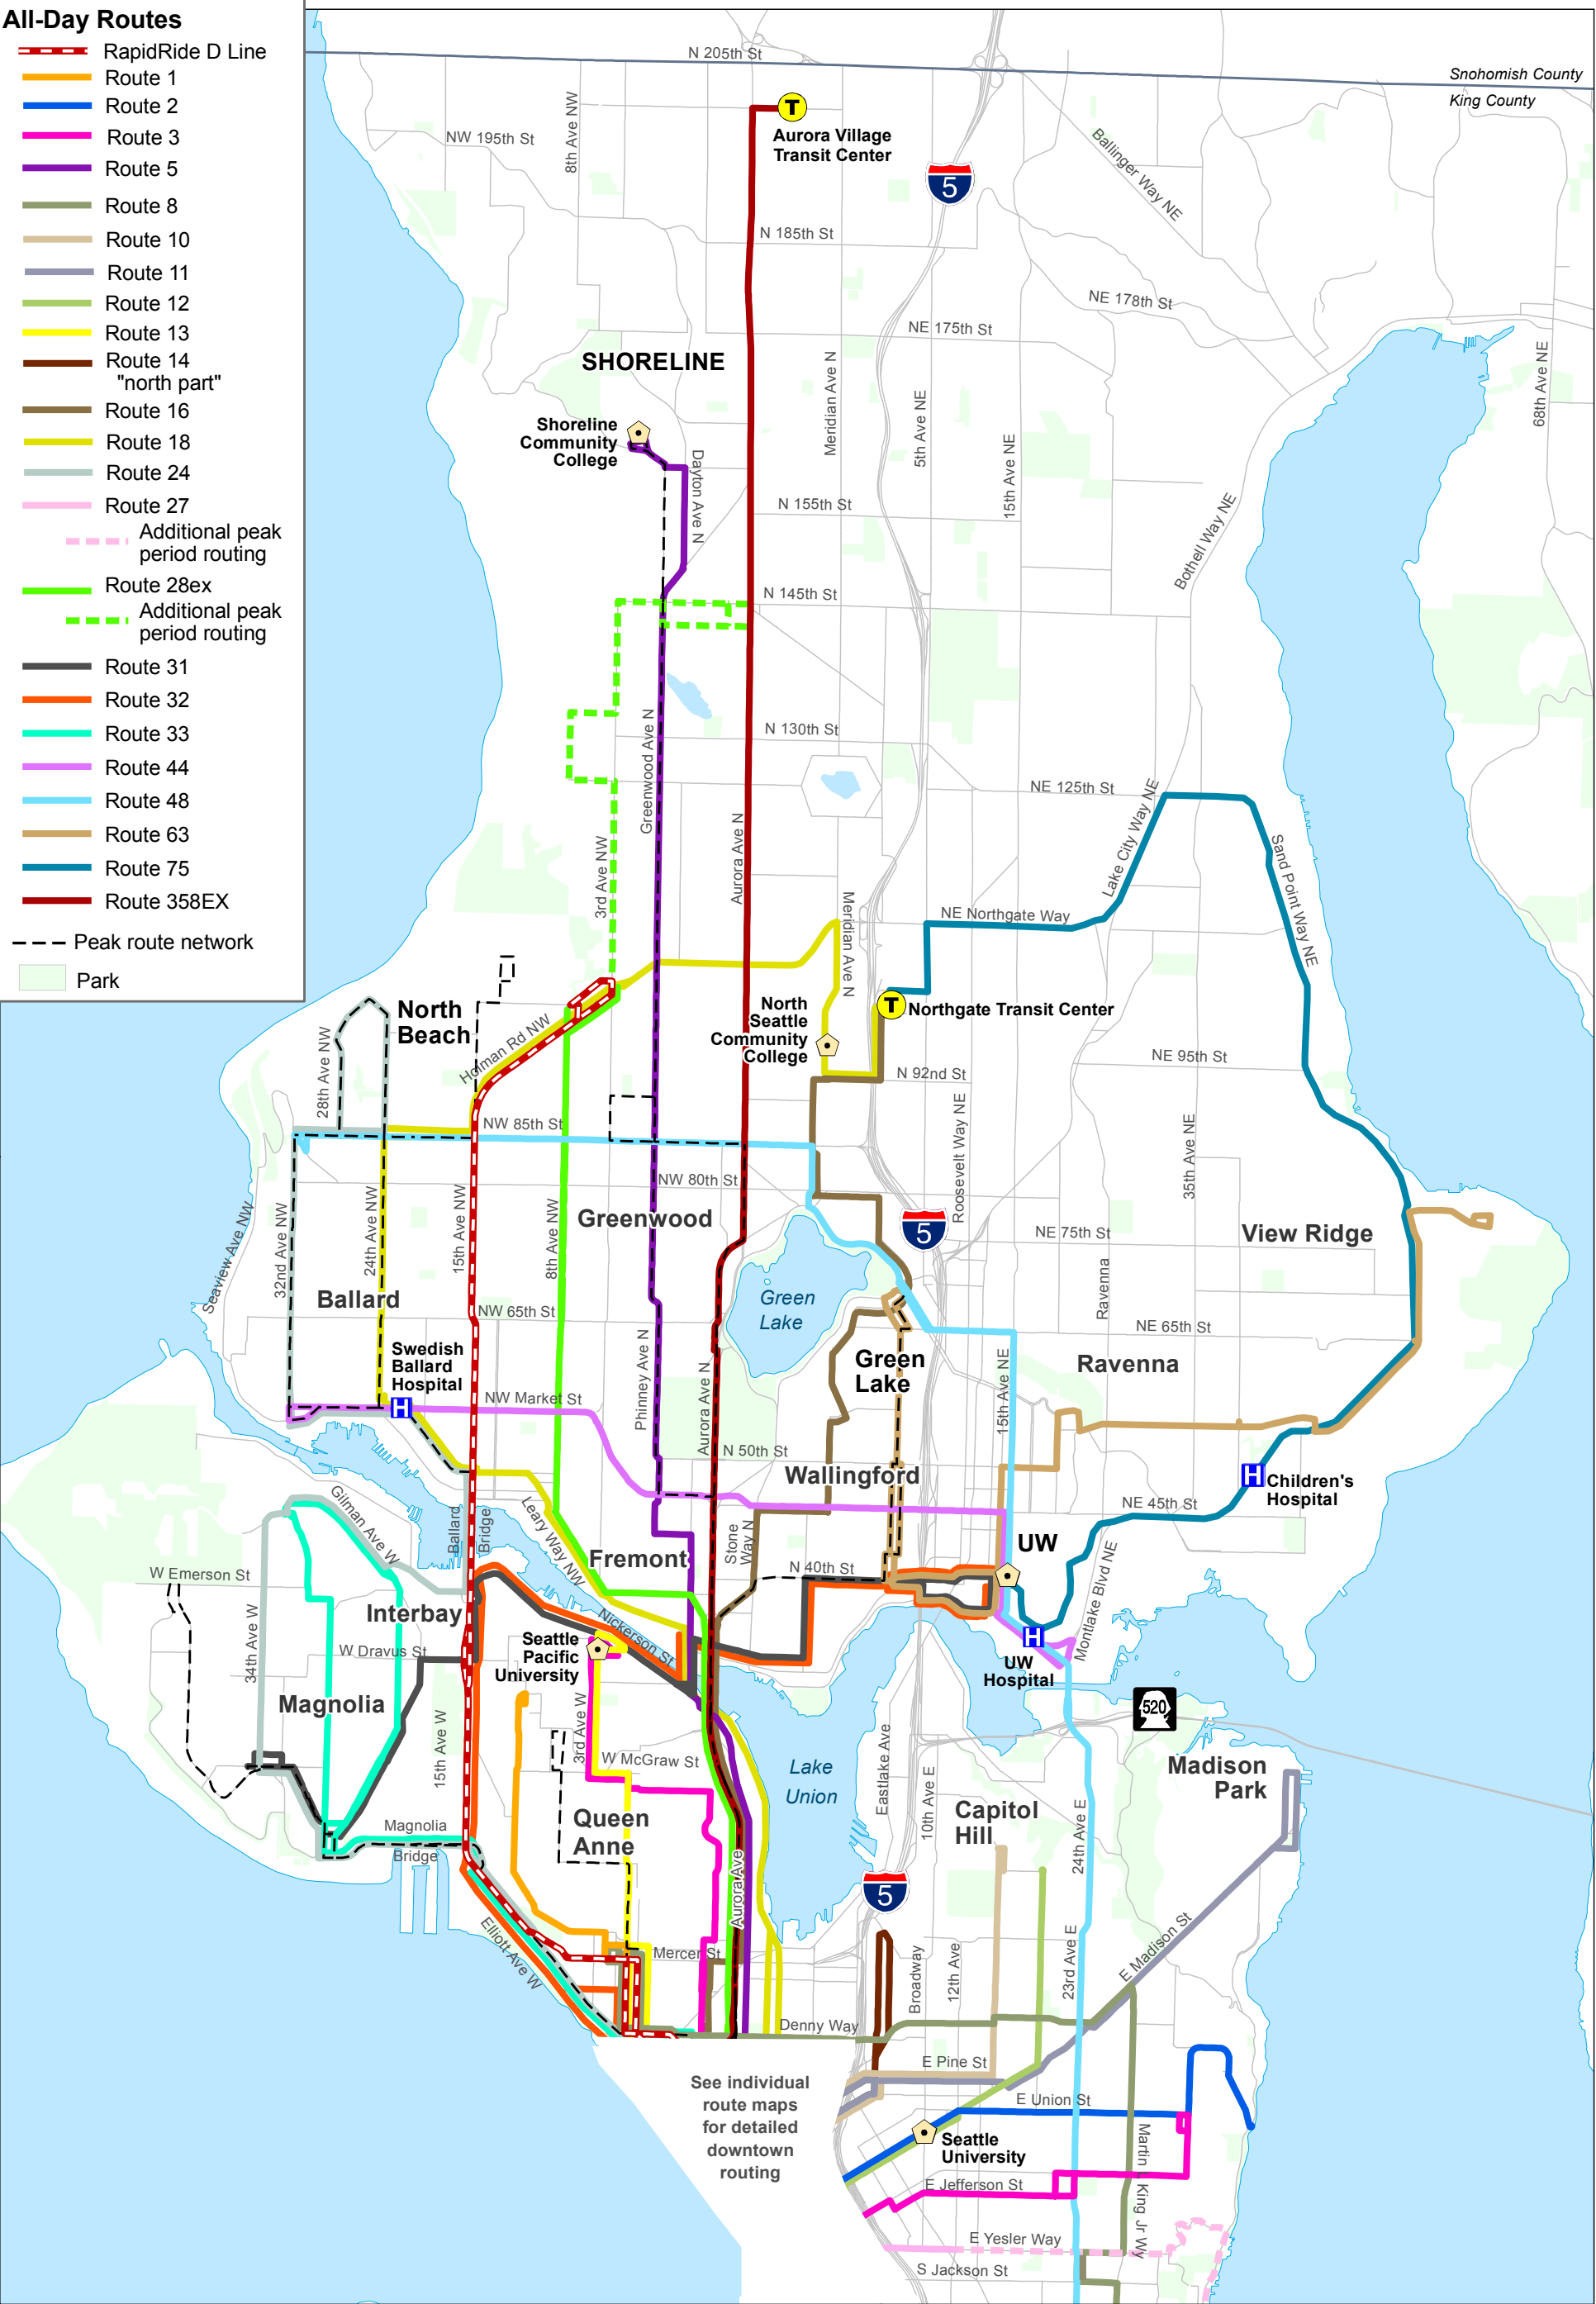 All-Day Routes
RapidRide D Line
Route 1
Route 2
Route 3
Route 5
Route 8
Route 10
Route 11
Route 12
Route 13
Route 14
"north part"
Route 16
Route 18
Route 24
Route 27
Additional peak
period routing
Route 28ex
Additional peak
period routing
Route 31
Route 32
Route 33
Route 44
Route 48
Route 63
Route 75
Route 358EX
Peak route network
Park
N 205th St
Snohomish County
King County
T
Aurora Village
Transit Center
8th Ave NW
NW 195th St
5
Ballinger Way NE
N 185th St
NE 178th St
NE 175th St
SHORELINE
Meridian Ave N
5th Ave NE
15th Ave NE
68th Ave NE
Shoreline
Community
College
Dayton Ave N
N 155th St
Bothell Way NE
N 145th St
N 130th St
Greenwood Ave N
NE 125th St
Lake City Way NE
Aurora Ave N
3rd Ave NW
Sand Point Way NE
Meridian Ave N
NE Northgate Way
North
Beach
North
Seattle
Community
College
T
Northgate Transit Center
Holman Rd NW
28th Ave NW
NE 95th St
N 92nd St
NW 85th St
Roosevelt Way NE
35th Ave NE
NW 80th St
Seaview Ave NW
32nd Ave NW
24th Ave NW
15th Ave NW
8th Ave NW
Greenwood
5
NE 75th St
View Ridge
Ravenna
Ballard
Green
Lake
NW 65th St
NE 65th St
Swedish
Ballard
Hospital
H
Phinney Ave N
Aurora Ave N
Green
Lake
15th Ave NE
Ravenna
NW Market St
N 50th St
Wallingford
H
Children's
Hospital
Gilman Ave W
Ballard
Bridge
Leary Way NW
NE 45th St
Stone
Way N
UW
Fremont
W Emerson St
N 40th St
Montlake Blvd NE
Interbay
34th Ave W
Nickerson St
W Dravus St
Seattle
Pacific
University
H
UW
Hospital
Magnolia
520
15th Ave W
3rd Ave W
W McGraw St
Lake
Union
Eastlake Ave
10th Ave E
Madison
Park
Capitol
Hill
24th Ave E
Queen
Anne
Magnolia
Bridge
Aurora Ave
5
Elliott Ave W
Mercer St
Broadway
12th Ave
23rd Ave E
E Madison St
Denny Way
E Pine St
See individual
route maps
for detailed
downtown
routing
E Union St
Seattle
University
Martin L King Jr Wy
E Jefferson St
E Yesler Way
S Jackson St